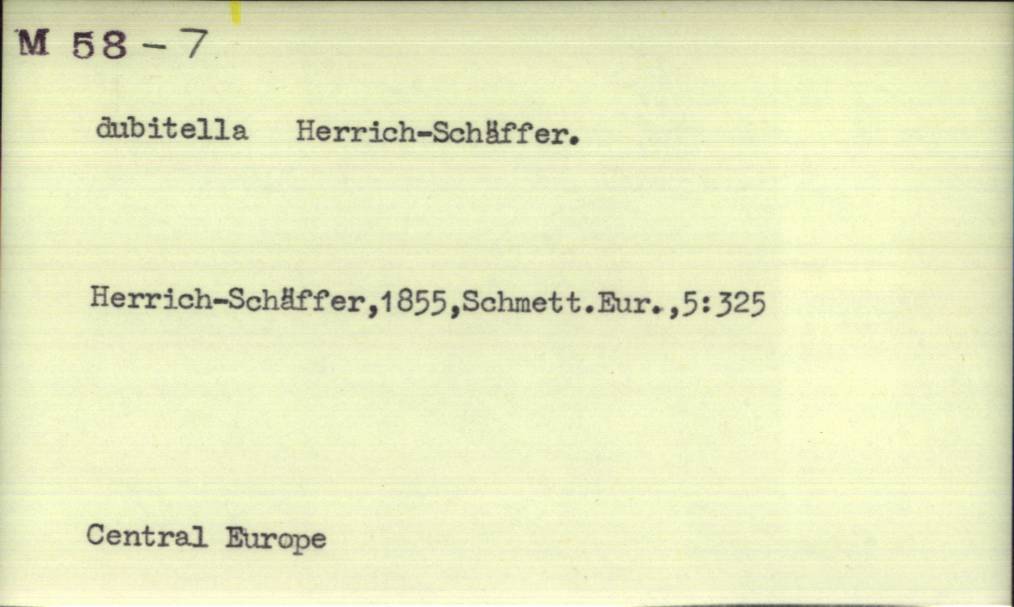 M 58 - 7
dubitella Herrich-Schäffer.
Herrich-Schäffer,1855,Schmett.Eur.,5:325
Central Europe